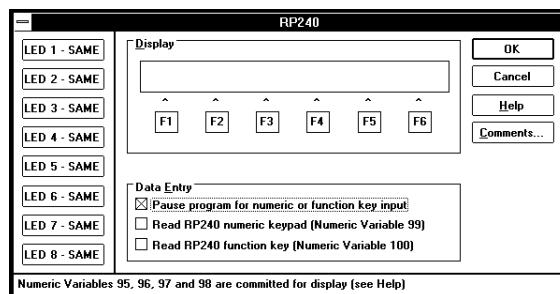 RP240
LED 1 - SAME
LED 2 - SAME
LED 3 - SAME
LED 4 - SAME
LED 5 - SAME
LED 6 - SAME
LED 7 - SAME
LED 8 - SAME
Display
^ ^ ^ ^ ^ ^
F1 F2 F3 F4 F5 F6
Data Entry
Pause program for numeric or function key input
Read RP240 numeric keypad (Numeric Variable 99)
Read RP240 function key (Numeric Variable 100)
OK
Cancel
Help
Comments...
Numeric Variables 95, 96, 97 and 98 are committed for display (see Help)